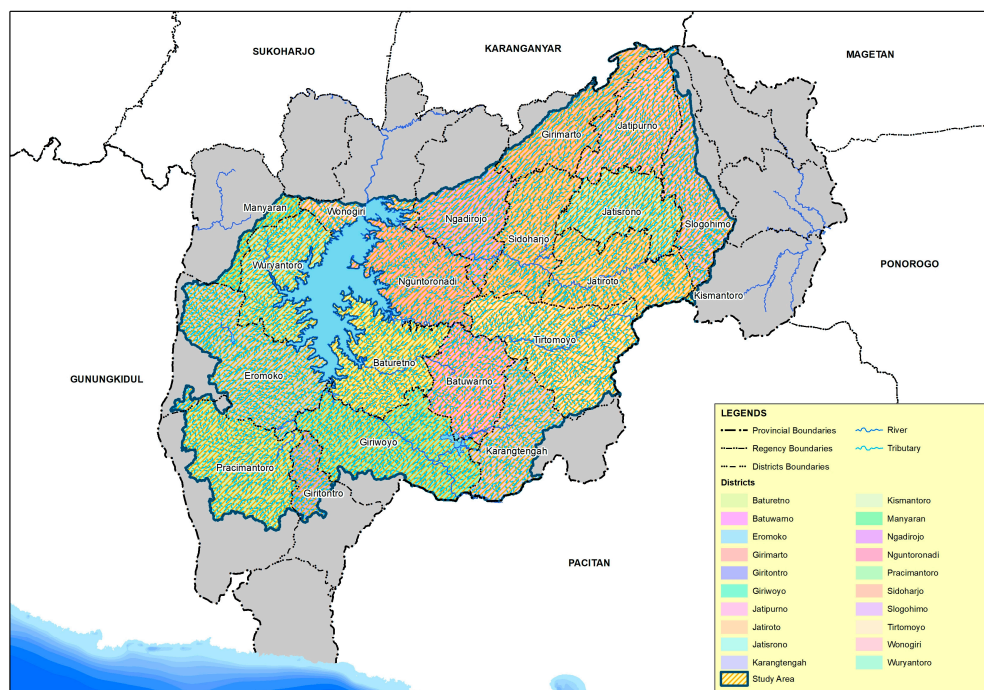 SUKOHARJO
KARANGANYAR
MAGETAN
Girimarto
Jatipurno
Manyaran
Wonogiri
Ngadirojo
Jatisrono
Slogohimo
Sidoharjo
Wuryantoro
PONOROGO
Nguntoronadi
Jatiroto
Kismantoro
Tirtomoyo
GUNUNGKIDUL
Eromoko
Baturetno
Batuwarno
Giriwoyo
Karangtengah
Pracimantoro
Giritontro
PACITAN
LEGENDS
Provincial Boundaries
River
Regency Boundaries
Tributary
Districts Boundaries
Districts
Baturetno
Kismantoro
Batuwarno
Manyaran
Eromoko
Ngadirojo
Girimarto
Nguntoronadi
Giritontro
Pracimantoro
Giriwoyo
Sidoharjo
Jatipurno
Slogohimo
Jatiroto
Tirtomoyo
Jatisrono
Wonogiri
Karangtengah
Wuryantoro
Study Area